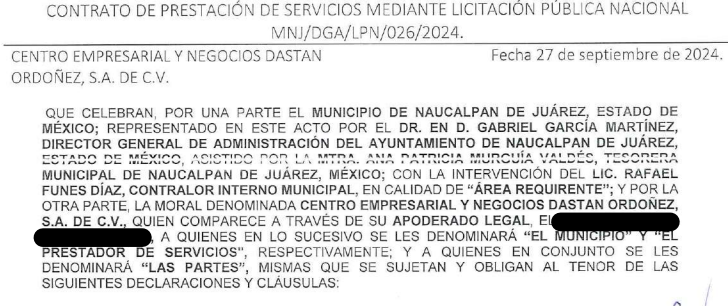 CONTRATO DE PRESTACIÓN DE SERVICIOS MEDIANTE LICITACIÓN PÚBLICA NACIONAL
MNJ/DGA/LPN/026/2024.
CENTRO EMPRESARIAL Y NEGOCIOS DASTAN Fecha 27 de septiembre de 2024.
ORDOÑEZ, S.A. DE C.V.
QUE CELEBRAN, POR UNA PARTE EL MUNICIPIO DE NAUCALPAN DE JUÁREZ, ESTADO DE
MÉXICO; REPRESENTADO EN ESTE ACTO POR EL DR. EN D. GABRIEL GARCÍA MARTÍNEZ,
DIRECTOR GENERAL DE ADMINISTRACIÓN DEL AYUNTAMIENTO DE NAUCALPAN DE JUÁREZ,
ESTADO DE MÉXICO, ASISTIDO POR LA MTRA. ANA PATRICIA MURGUÍA VALDÉS, TESORERA
MUNICIPAL DE NAUCALPAN DE JUÁREZ, MÉXICO; CON LA INTERVENCIÓN DEL LIC. RAFAEL
FUNES DÍAZ, CONTRALOR INTERNO MUNICIPAL, EN CALIDAD DE "ÁREA REQUIRENTE"; Y POR LA
OTRA PARTE, LA MORAL DENOMINADA CENTRO EMPRESARIAL Y NEGOCIOS DASTAN ORDOÑEZ,
S.A. DE C.V., QUIEN COMPARECE A TRAVÉS DE SU APODERADO LEGAL, EL
, A QUIENES EN LO SUCESIVO SE LES DENOMINARÁ "EL MUNICIPIO" Y "EL
PRESTADOR DE SERVICIOS", RESPECTIVAMENTE; Y A QUIENES EN CONJUNTO SE LES
DENOMINARÁ "LAS PARTES", MISMAS QUE SE SUJETAN Y OBLIGAN AL TENOR DE LAS
SIGUIENTES DECLARACIONES Y CLÁUSULAS: